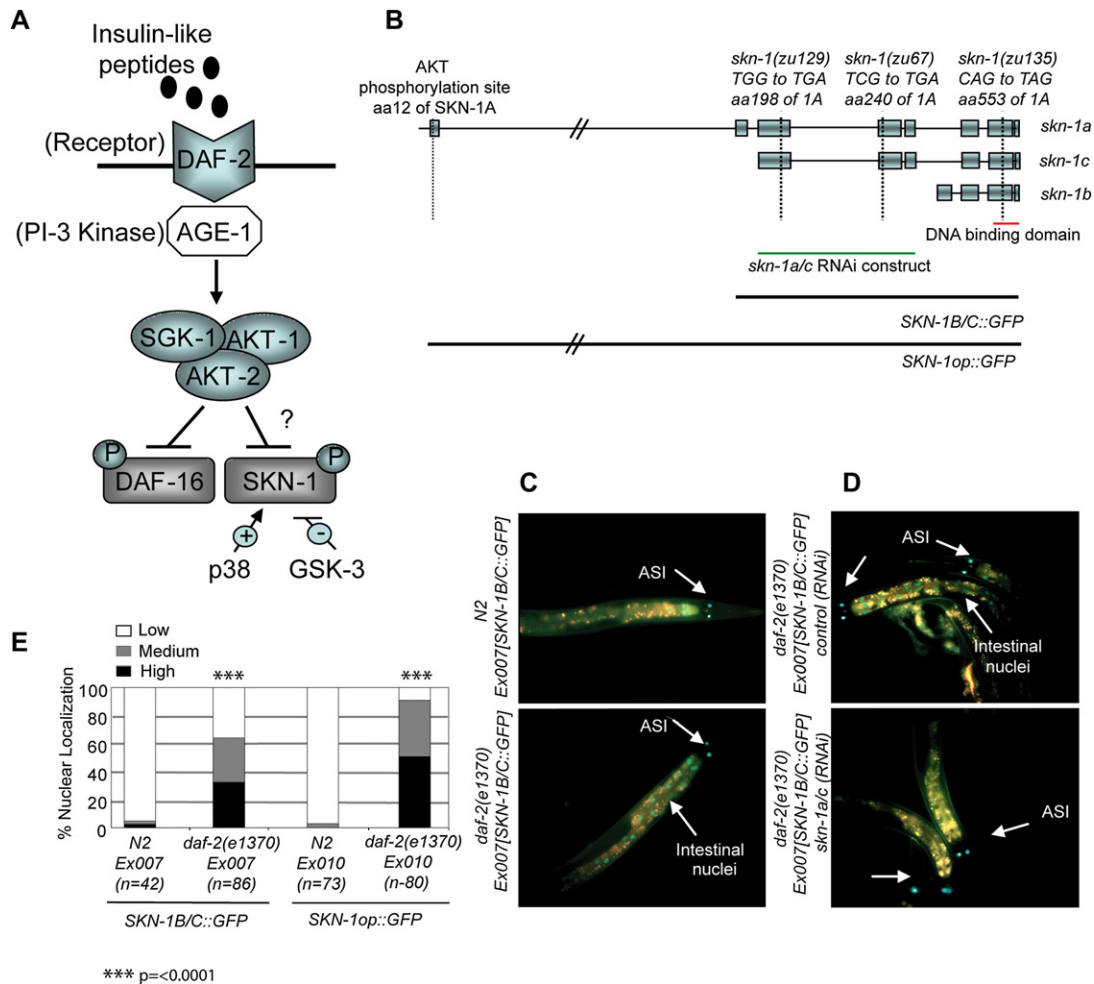 A
Insulin-like
peptides
(Receptor)
DAF-2
(PI-3 Kinase)
AGE-1
SGK-1
AKT-1
AKT-2
?
P
P
DAF-16
SKN-1
+
-
p38
GSK-3
B
AKT
phosphorylation site
aa12 of SKN-1A
skn-1(zu129)
TGG to TGA
aa198 of 1A
skn-1(zu67)
TCG to TGA
aa240 of 1A
skn-1(zu135)
CAG to TAG
aa553 of 1A
skn-1a
skn-1c
skn-1b
DNA binding domain
skn-1a/c RNAi construct
SKN-1B/C::GFP
SKN-1op::GFP
C
N2
Ex007[SKN-1B/C::GFP]
ASI
daf-2(e1370)
Ex007[SKN-1B/C::GFP]
ASI
Intestinal
nuclei
D
daf-2(e1370)
Ex007[SKN-1B/C::GFP]
control (RNAi)
ASI
Intestinal
nuclei
daf-2(e1370)
Ex007[SKN-1B/C::GFP]
skn-1a/c (RNAi)
ASI
E
Low
Medium
High
% Nuclear Localization
100
80
60
40
20
0
***
***
N2
Ex007
(n=42)
daf-2(e1370)
Ex007
(n=86)
N2
Ex010
(n=73)
daf-2(e1370)
Ex010
(n-80)
SKN-1B/C::GFP
SKN-1op::GFP
*** p=<0.0001